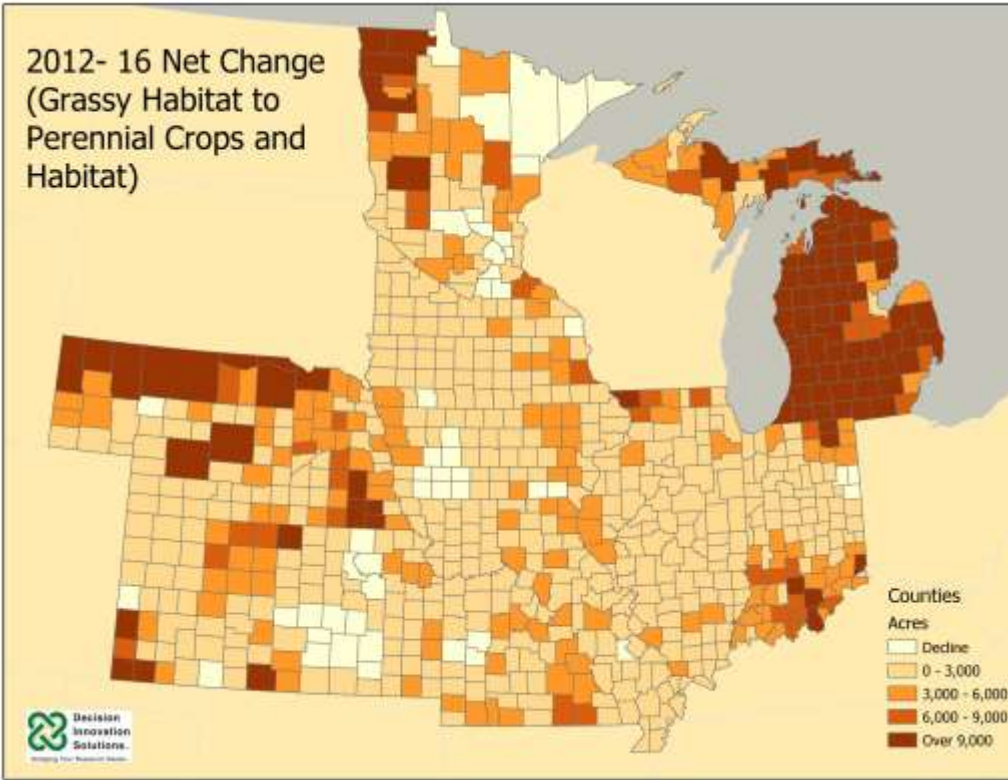 2012- 16 Net Change
(Grassy Habitat to
Perennial Crops and
Habitat)
Counties
Acres
Decline
0 - 3,000
3,000 - 6,000
6,000 - 9,000
Over 9,000
Decision
Innovation
Solutions